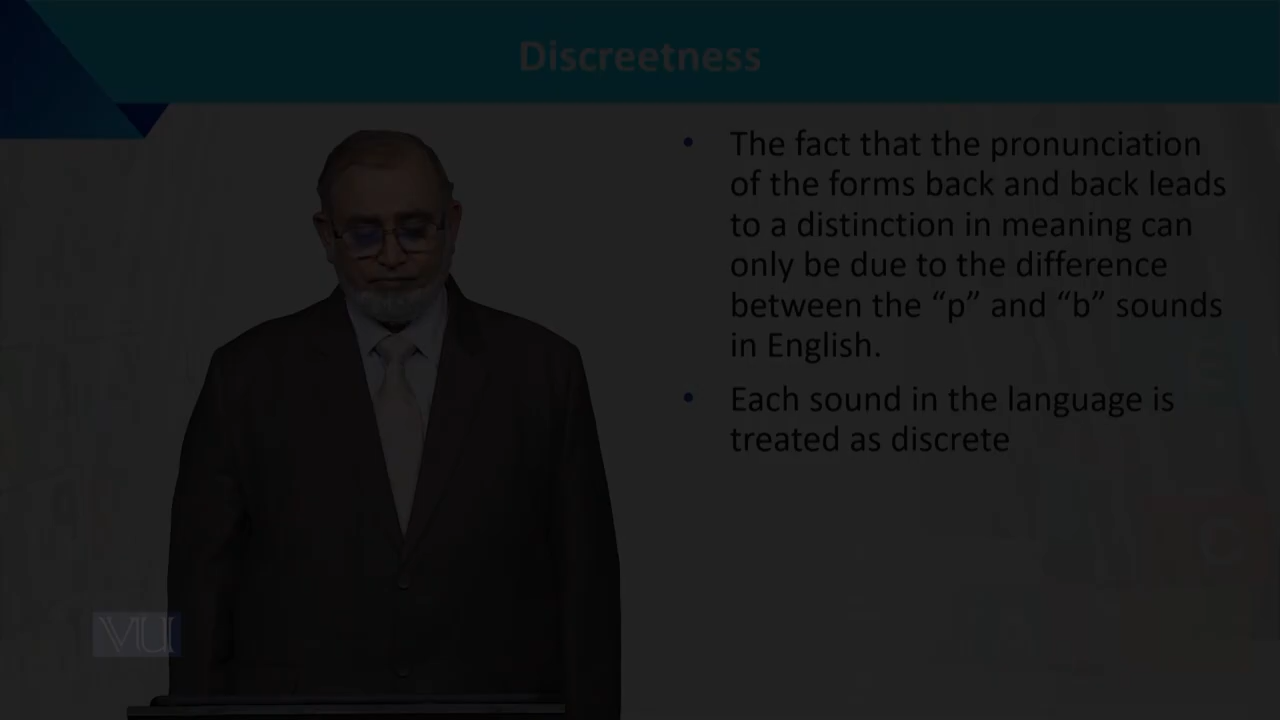 Discreetness
• The fact that the pronunciation
of the forms back and back leads
to a distinction in meaning can
only be due to the difference
between the “p” and “b” sounds
in English.
• Each sound in the language is
treated as discrete
VU